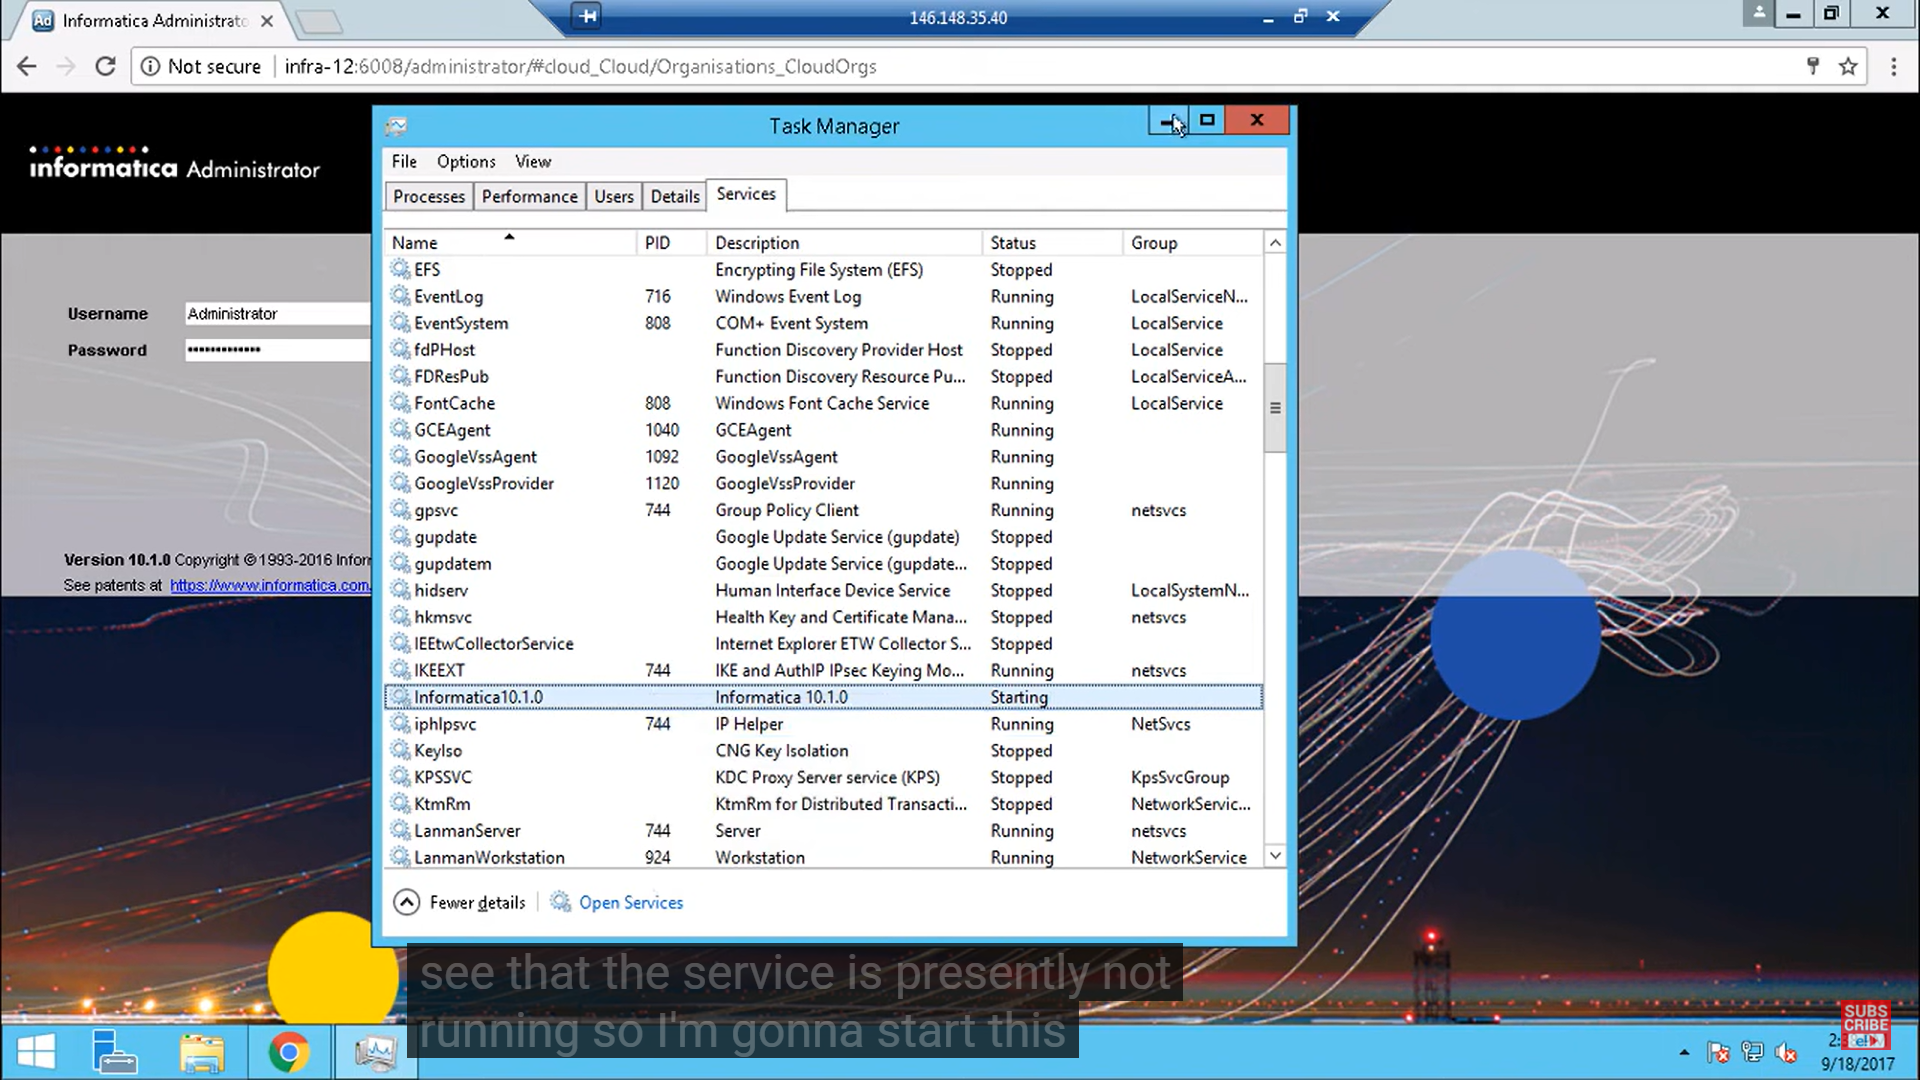 Ad Informatica Administrato
146.148.35.40
Not secure infra-12:6008/administrator/#cloud_Cloud/Organisations_CloudOrgs
Task Manager
informatica Administrator
File Options View
Processes Performance Users Details Services
Name PID Description Status Group
EFS Encrypting File System (EFS) Stopped
EventLog 716 Windows Event Log Running LocalServiceN...
EventSystem 808 COM+ Event System Running LocalService
fdPHost Function Discovery Provider Host Stopped LocalService
FDResPub Function Discovery Resource Pu... Stopped LocalServiceA...
FontCache 808 Windows Font Cache Service Running LocalService
GCEAgent 1040 GCEAgent Running
GoogleVssAgent 1092 GoogleVssAgent Running
GoogleVssProvider 1120 GoogleVssProvider Running
gpsvc 744 Group Policy Client Running netsvcs
gupdate Google Update Service (gupdate) Stopped
gupdatem Google Update Service (gupdate... Stopped
hidserv Human Interface Device Service Stopped LocalSystemN...
hkmsvc Health Key and Certificate Mana... Stopped netsvcs
IEEtwCollectorService Internet Explorer ETW Collector S... Stopped
IKEEXT 744 IKE and AuthIP IPsec Keying Mo... Running netsvcs
Informatica10.1.0 Informatica 10.1.0 Starting
iphlpsvc 744 IP Helper Running NetSvcs
KeyIso CNG Key Isolation Stopped
KPSSVC KDC Proxy Server service (KPS) Stopped KpsSvcGroup
KtmRm KtmRm for Distributed Transacti... Stopped NetworkServic...
LanmanServer 744 Server Running netsvcs
LanmanWorkstation 924 Workstation Running NetworkService
Fewer details Open Services
Username Administrator
Password •••••••••••••
Version 10.1.0 Copyright © 1993-2016 Infor
See patents at https://www.informatica.com
see that the service is presently not
running so I'm gonna start this
SUBS
CRIBE
9/18/2017